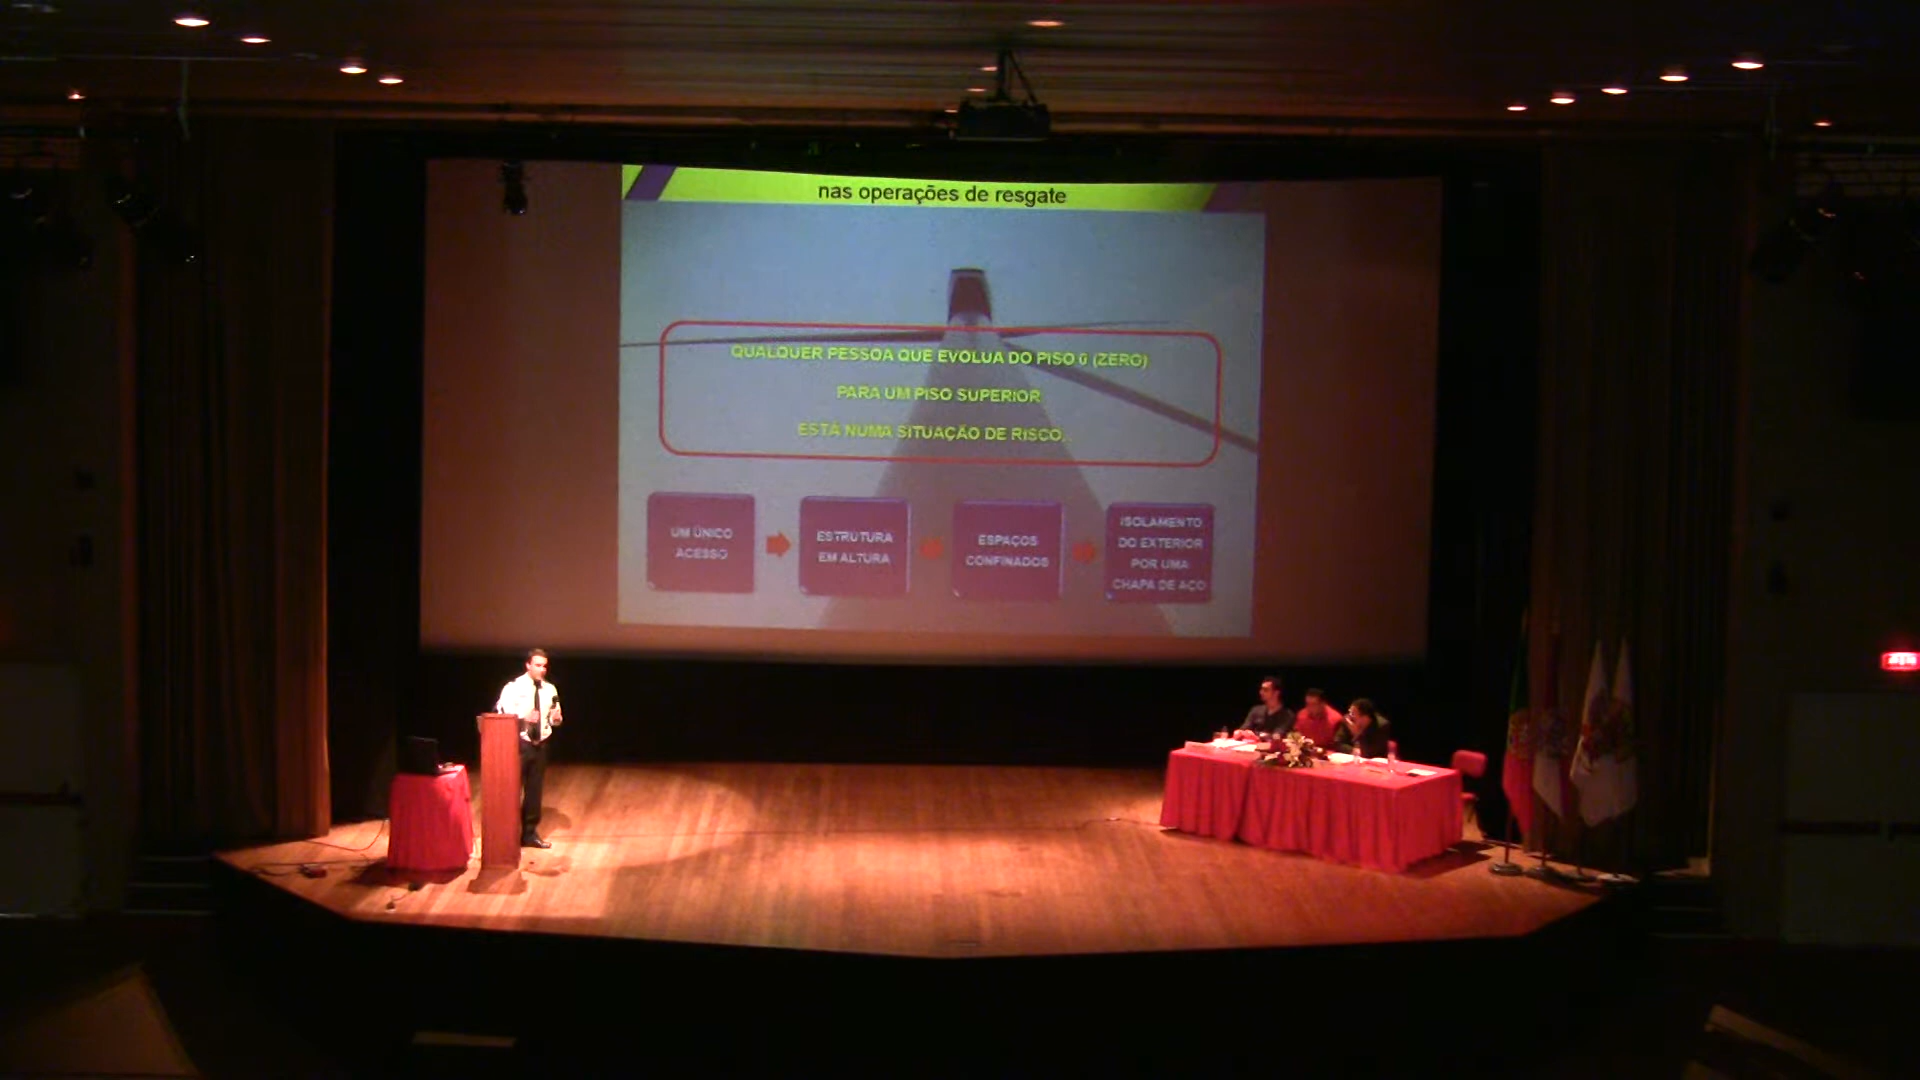 nas operações de resgate
QUALQUER PESSOA QUE EVOLUA DO PISO 0 (ZERO)
PARA UM PISO SUPERIOR
ESTÁ NUMA SITUAÇÃO DE RISCO.
UM ÚNICO
ACESSO
ESTRUTURA
EM ALTURA
ESPAÇOS
CONFINADOS
ISOLAMENTO
DO EXTERIOR
POR UMA
CHAPA DE AÇO